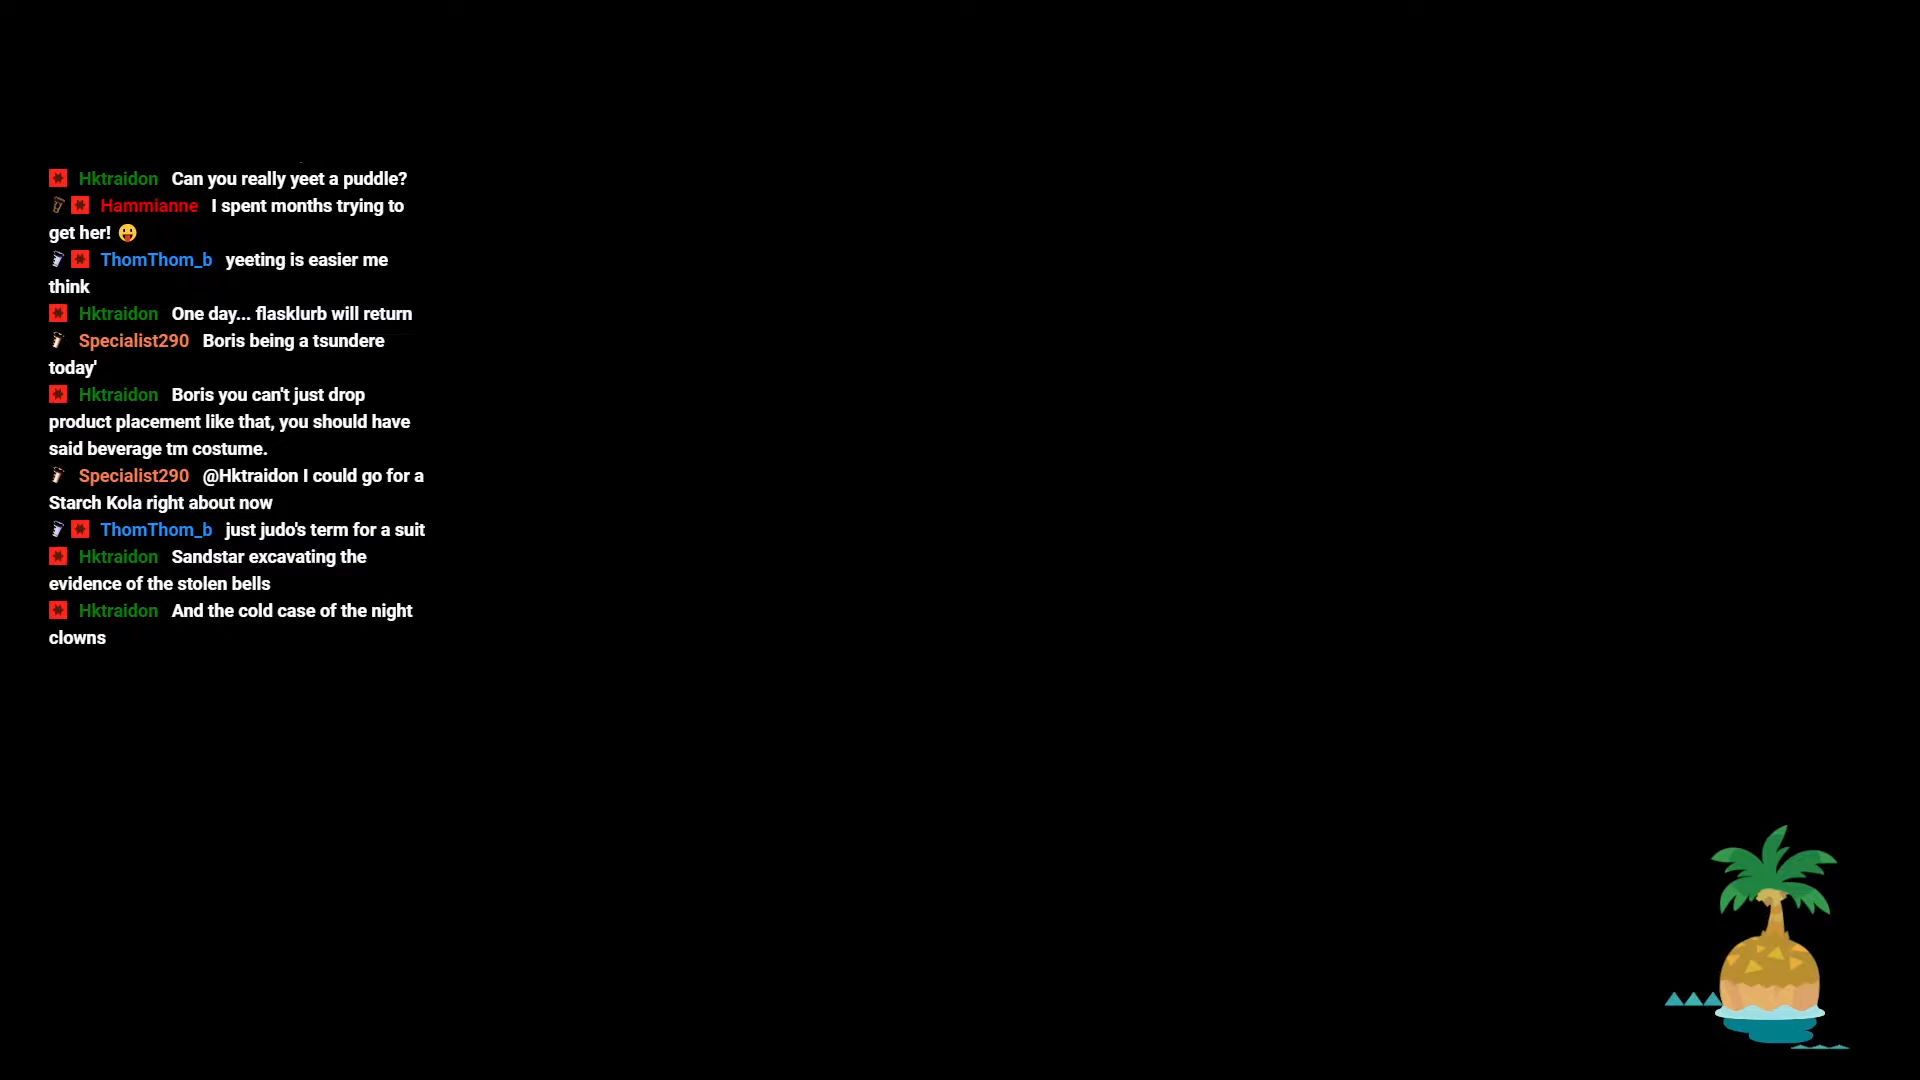 Hktraidon Can you really yeet a puddle?
Hammianne I spent months trying to
get her!
ThomThom_b yeeting is easier me
think
Hktraidon One day... flasklurb will return
Specialist290 Boris being a tsundere
today'
Hktraidon Boris you can't just drop
product placement like that, you should have
said beverage tm costume.
Specialist290 @Hktraidon I could go for a
Starch Kola right about now
ThomThom_b just judo's term for a suit
Hktraidon Sandstar excavating the
evidence of the stolen bells
Hktraidon And the cold case of the night
clowns